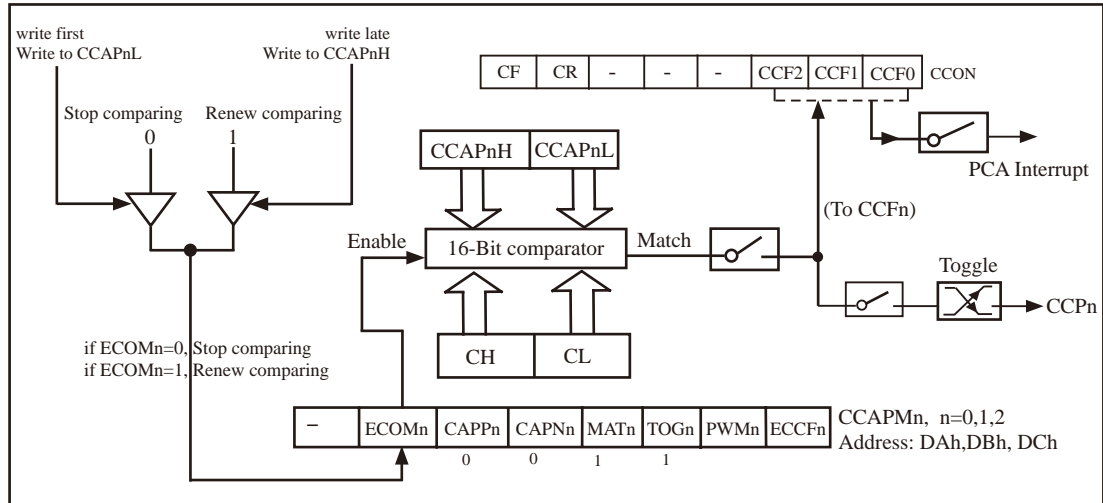 write first
Write to CCAPnL
write late
Write to CCAPnH
Stop comparing
0
Renew comparing
1
CF CR - - - CCF2 CCF1 CCF0 CCON
PCA Interrupt
CCAPnH CCAPnL
(To CCFn)
Enable
16-Bit comparator
Match
Toggle
CCPn
CH CL
if ECOMn=0, Stop comparing
if ECOMn=1, Renew comparing
– ECOMn CAPPn CAPNn MATn TOGn PWMn ECCFn
0 0 1 1
CCAPMn, n=0,1,2
Address: DAh,DBh, DCh